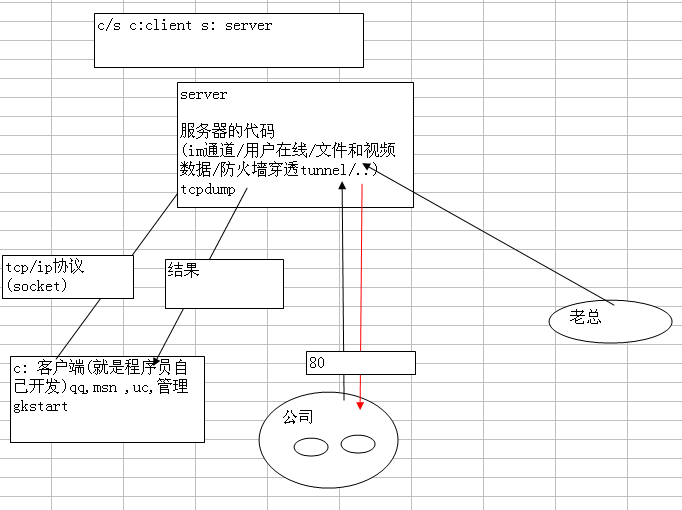 c/s c:client s: server
server
服务器的代码
(im通道/用户在线/文件和视频
数据/防火墙穿透tunnel/..)
tcpdump
tcp/ip协议
(socket)
结果
老总
80
c: 客户端(就是程序员自
己开发)qq,msn ,uc,管理
gkstart
公司